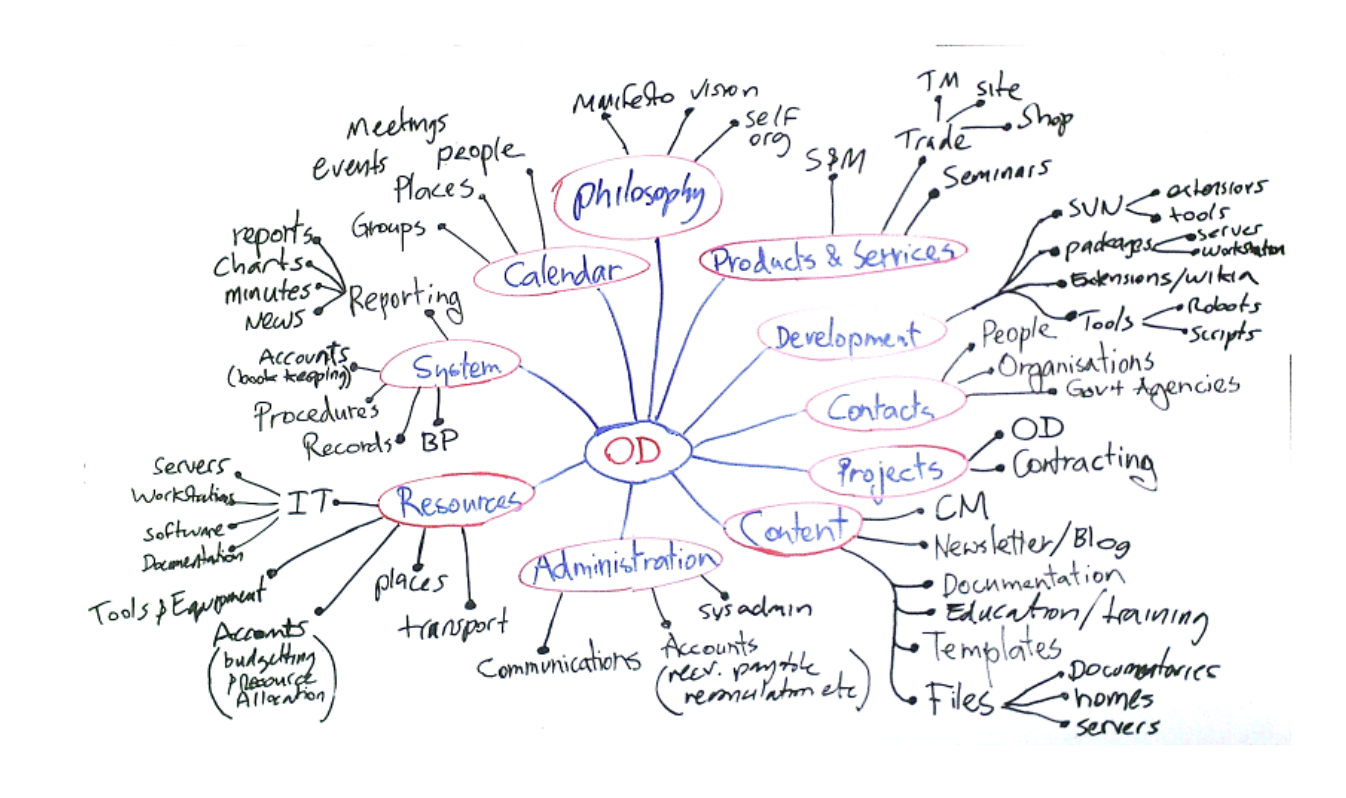 OD
Philosophy
Manifesto
vision
self
org
Products & Services
S&M
Trade
TM
site
Shop
Seminars
Development
SVN
extensions
tools
packages
server
workstation
Extensions/wikia
Tools
Robots
Scripts
Contacts
People
Organisations
Govt Agencies
Projects
OD
Contracting
Content
CM
Newsletter/Blog
Documentation
Education/training
Templates
Files
Documentaries
homes
servers
Administration
sysadmin
Accounts
(recv. payable
reconculation etc)
Communications
Resources
transport
places
Accounts
(budgetting
& Resource
Allocation)
Tools & Equipment
IT
Servers
Workstations
Software
Documentation
System
BP
Records
Procedures
Accounts
(book keeping)
Reporting
reports
Charts
minutes
News
Calendar
Groups
Places
people
events
Meetings